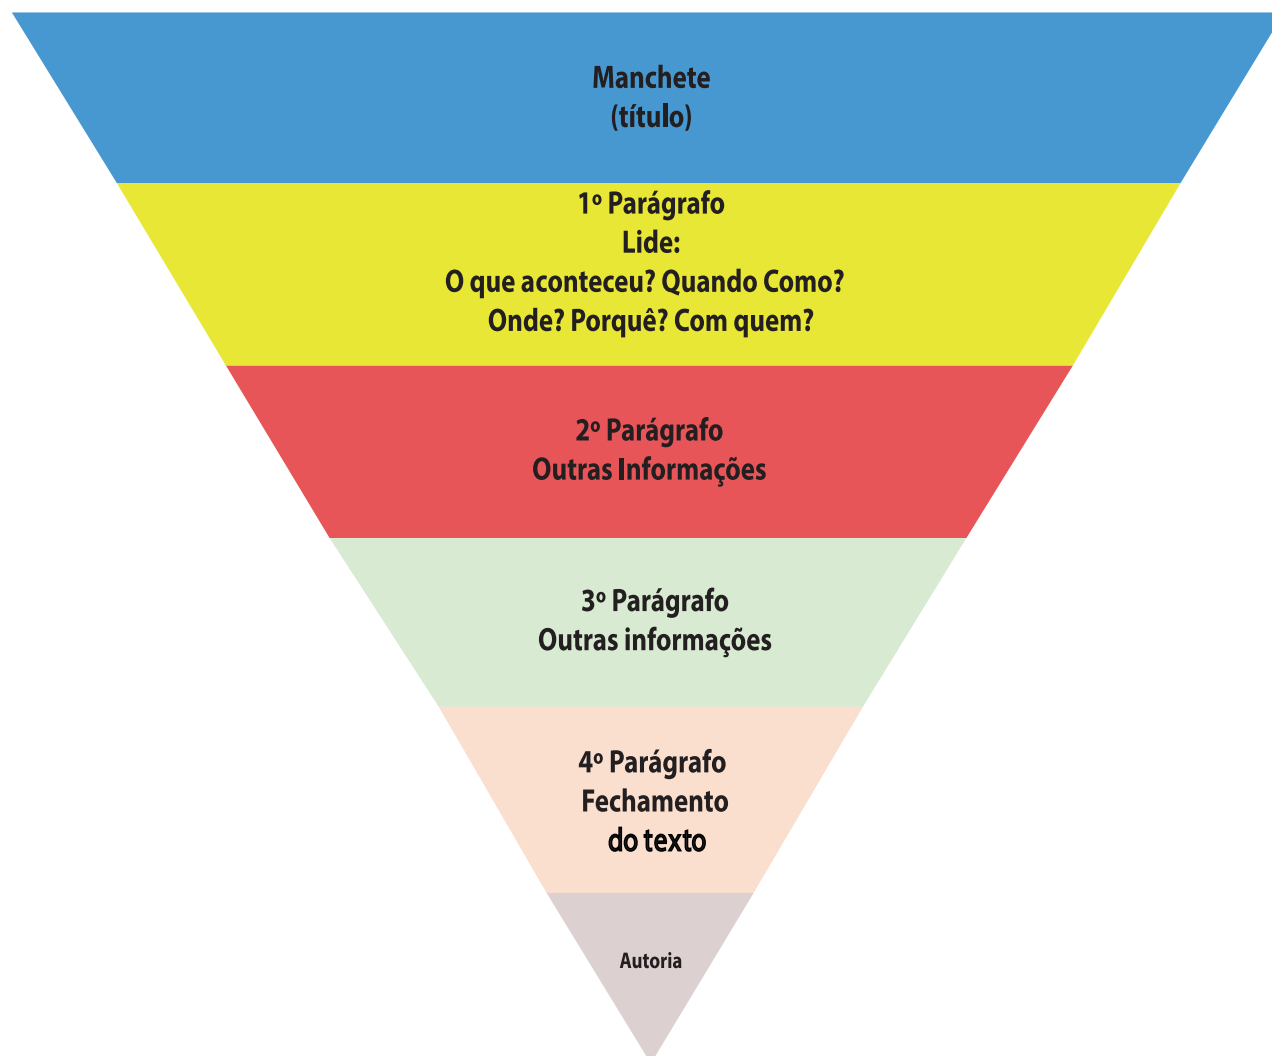 Manchete
(título)
1º Parágrafo
Lide:
O que aconteceu? Quando Como?
Onde? Porquê? Com quem?
2º Parágrafo
Outras Informações
3º Parágrafo
Outras informações
4º Parágrafo
Fechamento
do texto
Autoria